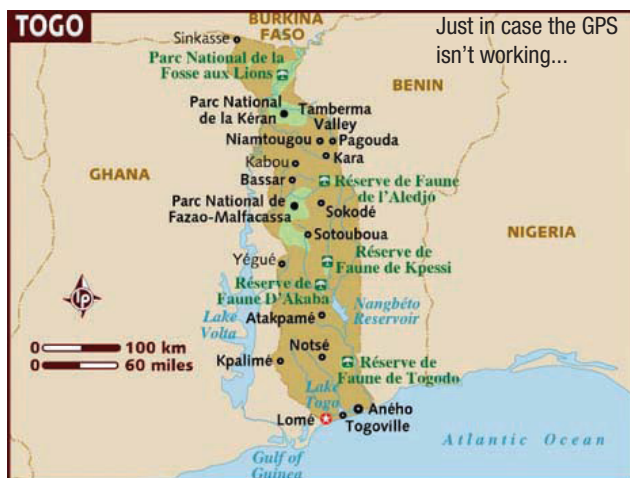 TOGO
BURKINA
FASO
Just in case the GPS
isn’t working...
Sinkasse
Parc National de la
Fosse aux Lions
BENIN
Parc National
de la Kéran
Tamberma
Valley
Niamtougou
Pagouda
Kabou
Kara
GHANA
Bassar
Réserve de Faune
de l’Aledjo
Parc National de
Fazao-Malfacassa
Sokodé
Sotouboua
NIGERIA
Yégué
Réserve de
Faune de Kpessi
Réserve de
Faune D’Akaba
lp
Lake
Volta
Atakpamé
Nangbéto
Reservoir
0 100 km
0 60 miles
Notsé
Kpalimé
Réserve de
Faune de Togodo
Lake
Togo
Lomé
Aného
Togoville
Gulf of
Guinea
Atlantic Ocean